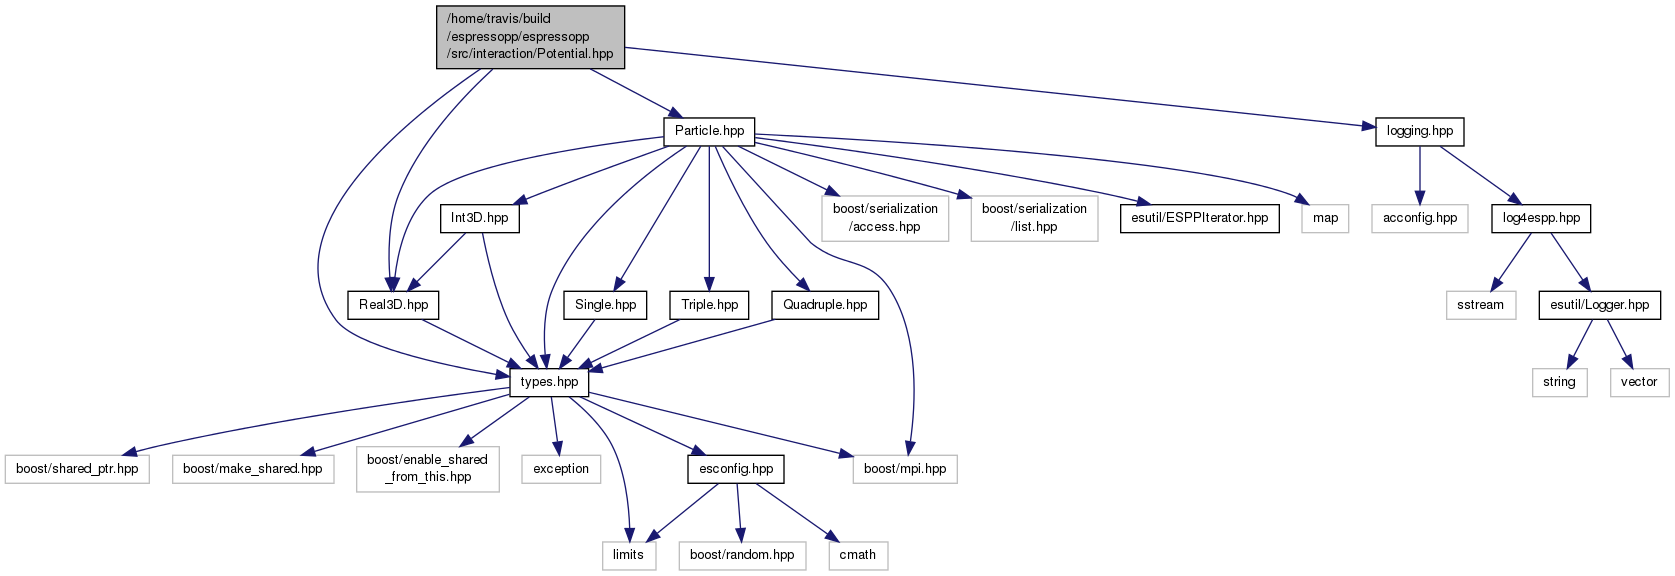 /home/travis/build
/espressopp/espressopp
/src/interaction/Potential.hpp
Particle.hpp
logging.hpp
Int3D.hpp
boost/serialization
/access.hpp
boost/serialization
/list.hpp
esutil/ESPPIterator.hpp
map
acconfig.hpp
log4espp.hpp
Real3D.hpp
Single.hpp
Triple.hpp
Quadruple.hpp
sstream
esutil/Logger.hpp
types.hpp
string
vector
boost/shared_ptr.hpp
boost/make_shared.hpp
boost/enable_shared
_from_this.hpp
exception
esconfig.hpp
boost/mpi.hpp
limits
boost/random.hpp
cmath